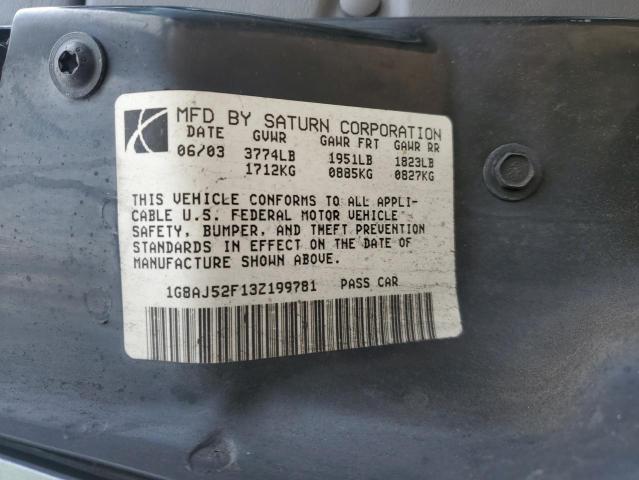 MFD BY SATURN CORPORATION
DATE GVWR GAWR FRT GAWR RR
06/03 3774LB 1951LB 1823LB
1712KG 0885KG 0827KG
THIS VEHICLE CONFORMS TO ALL APPLI-
CABLE U.S. FEDERAL MOTOR VEHICLE
SAFETY, BUMPER, AND THEFT PREVENTION
STANDARDS IN EFFECT ON THE DATE OF
MANUFACTURE SHOWN ABOVE.
1G8AJ52F13Z199781 PASS CAR